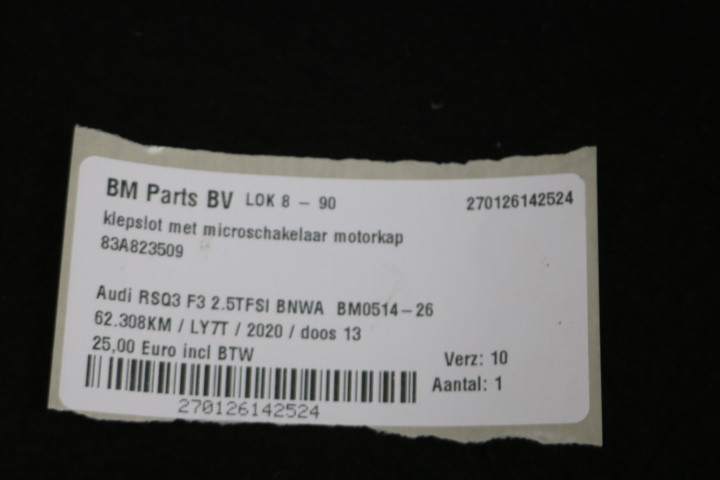 BM Parts BV LOK 8 - 90 270126142524
klepslot met microschakelaar motorkap
83A823509
Audi RSQ3 F3 2.5TFSI BNWA BM0514-26
62.308KM / LY7T / 2020 / doos 13
25,00 Euro incl BTW Verz: 10
Aantal: 1
270126142524